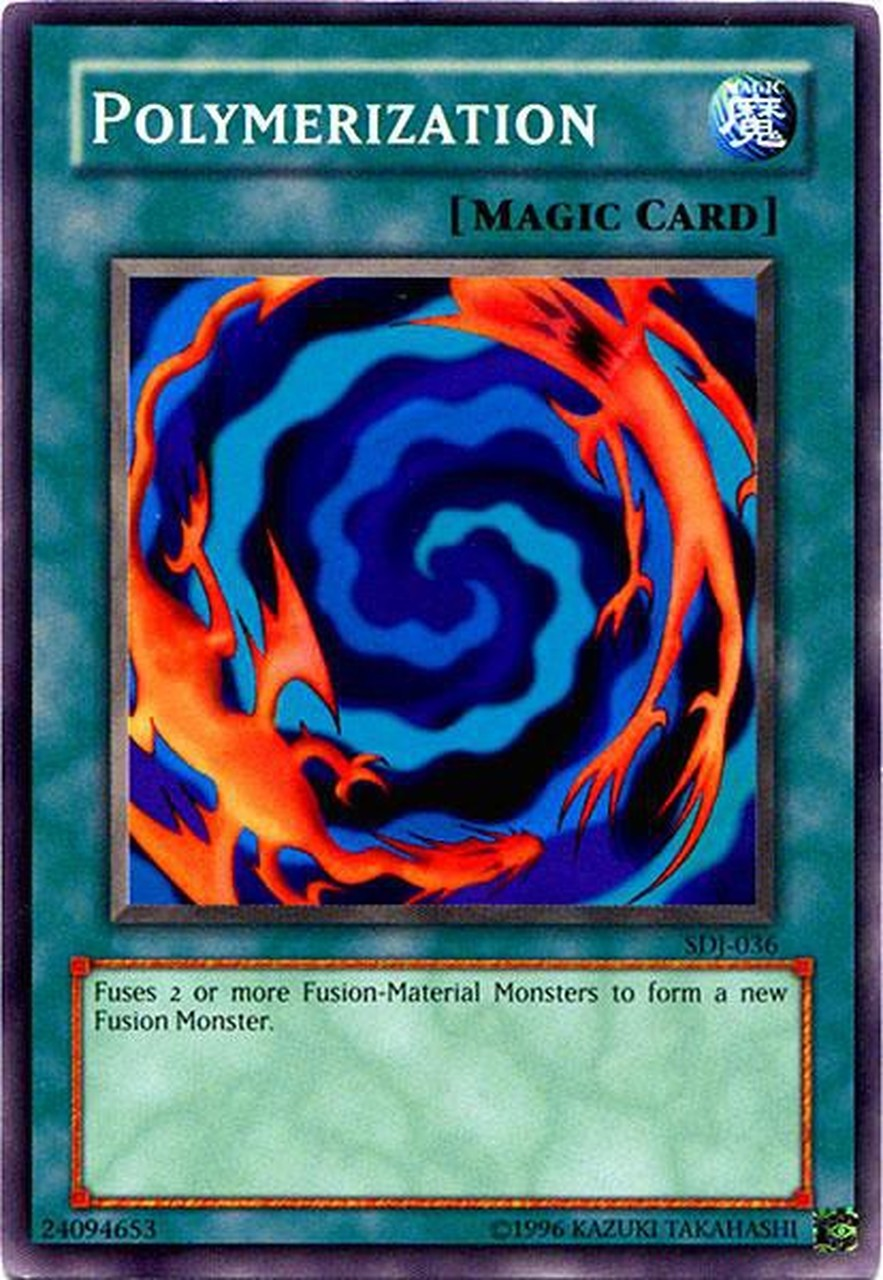 POLYMERIZATION
MAGIC
魔
[MAGIC CARD]
SDJ-036
Fuses 2 or more Fusion-Material Monsters to form a new
Fusion Monster.
24094653
©1996 KAZUKI TAKAHASHI